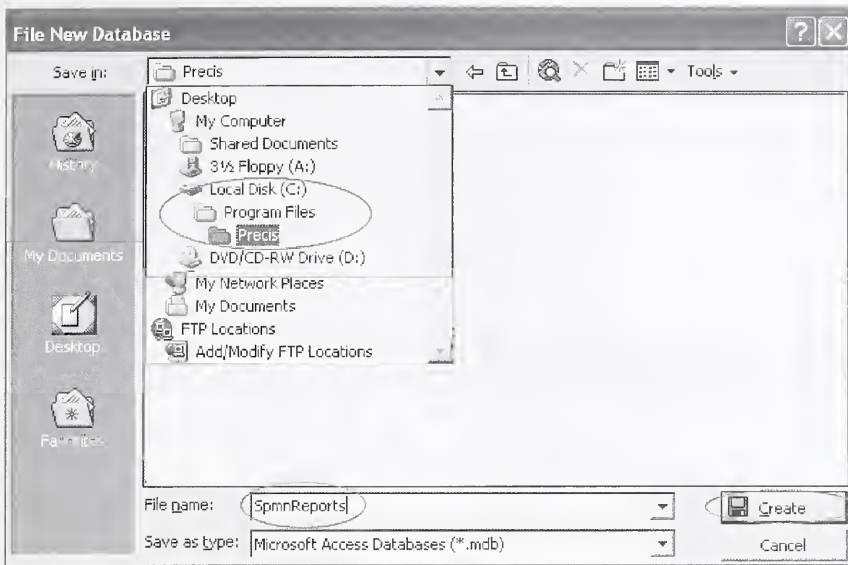 File New Database
Save in:
Precis
Tools
Desktop
My Computer
Shared Documents
3½ Floppy (A:)
Local Disk (C:)
Program Files
Precis
DVD/CD-RW Drive (D:)
My Network Places
My Documents
FTP Locations
Add/Modify FTP Locations
History
My Documents
Desktop
Favorites
File name:
SpmnReports
Create
Save as type:
Microsoft Access Databases (*.mdb)
Cancel